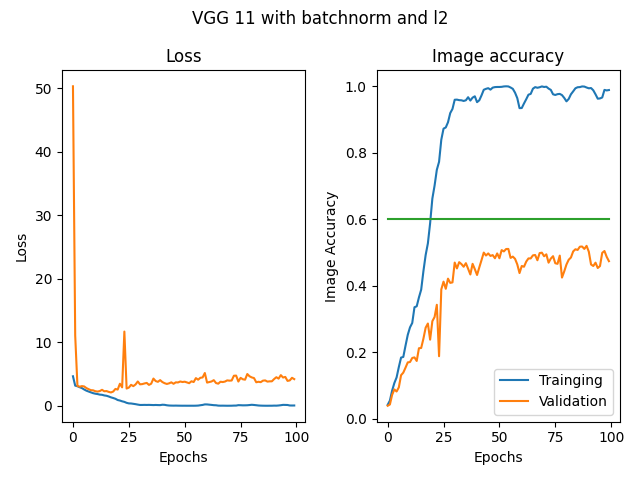 VGG 11 with batchnorm and l2
Loss
Image accuracy
50
40
30
20
10
0
Loss
0
25
50
75
100
Epochs
1.0
0.8
0.6
0.4
0.2
0.0
Image Accuracy
0
25
50
75
100
Epochs
Trainging
Validation